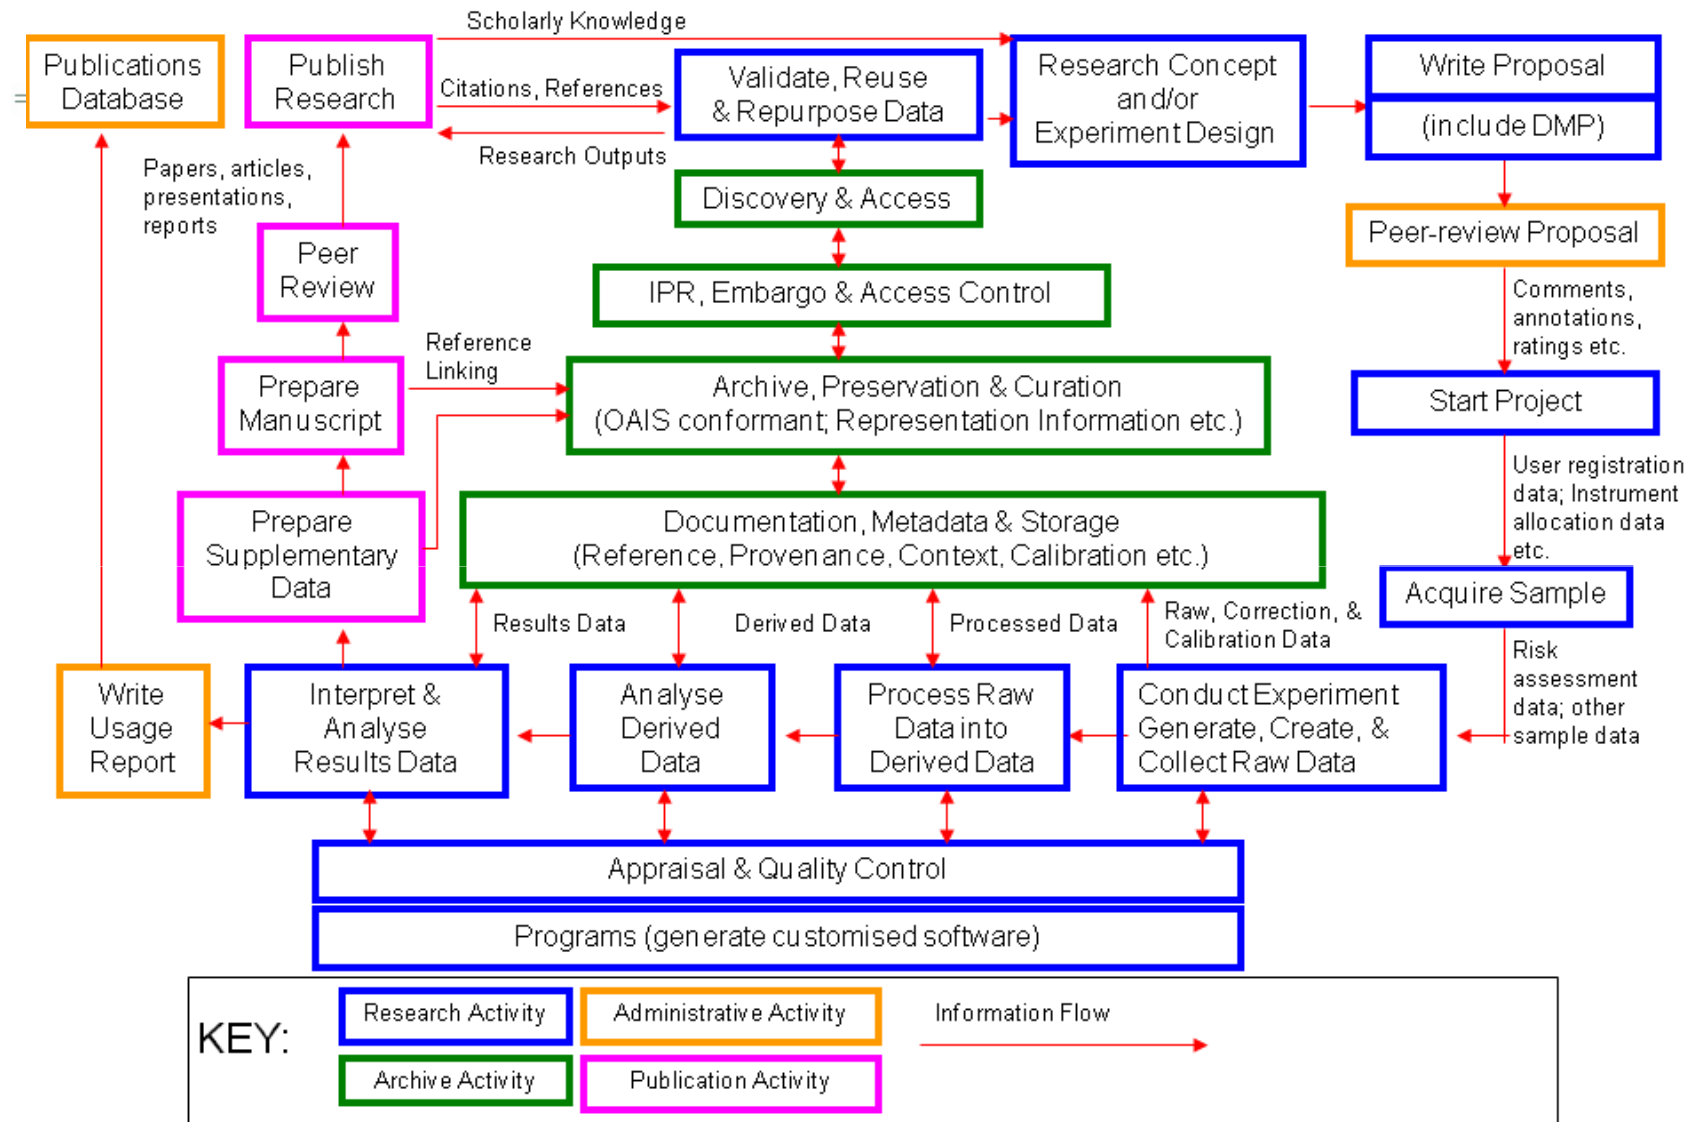 Scholarly Knowledge
Publications
Database
Publish
Research
Citations, References
Research Outputs
Validate, Reuse
& Repurpose Data
Research Concept
and/or
Experiment Design
Write Proposal
(include DMP)
Papers, articles,
presentations,
reports
Discovery & Access
Peer-review Proposal
Peer
Review
IPR, Embargo & Access Control
Comments,
annotations,
ratings etc.
Reference
Linking
Prepare
Manuscript
Archive, Preservation & Curation
(OAIS conformant; Representation Information etc.)
Start Project
User registration
data; Instrument
allocation data
etc.
Prepare
Supplementary
Data
Documentation, Metadata & Storage
(Reference, Provenance, Context, Calibration etc.)
Acquire Sample
Results Data
Derived Data
Processed Data
Raw, Correction, &
Calibration Data
Risk
assessment
data; other
sample data
Write
Usage
Report
Interpret &
Analyse
Results Data
Analyse
Derived
Data
Process Raw
Data into
Derived Data
Conduct Experiment
Generate, Create, &
Collect Raw Data
Appraisal & Quality Control
Programs (generate customised software)
KEY:
Research Activity
Administrative Activity
Information Flow
Archive Activity
Publication Activity